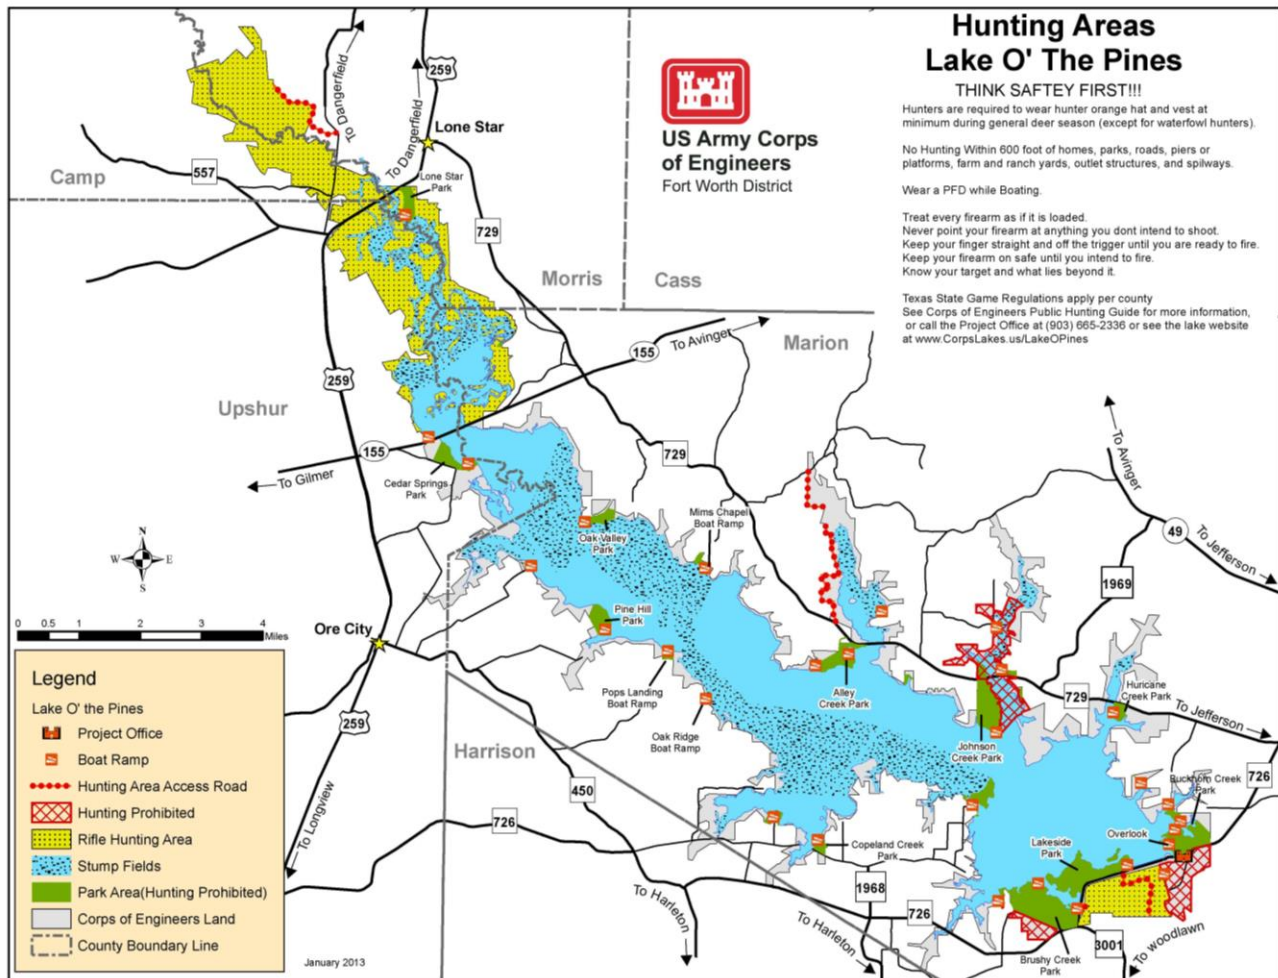 Hunting Areas
Lake O' The Pines
THINK SAFTEY FIRST!!!
Hunters are required to wear hunter orange hat and vest at
minimum during general deer season (except for waterfowl hunters).
No Hunting Within 600 foot of homes, parks, roads, piers or
platforms, farm and ranch yards, outlet structures, and spilways.
Wear a PFD while Boating.
Treat every firearm as if it is loaded.
Never point your firearm at anything you dont intend to shoot.
Keep your finger straight and off the trigger until you are ready to fire.
Keep your firearm on safe until you intend to fire.
Know your target and what lies beyond it.
Texas State Game Regulations apply per county
See Corps of Engineers Public Hunting Guide for more information,
or call the Project Office at (903) 665-2336 or see the lake website
at www.CorpsLakes.us/LakeOPines
US Army Corps
of Engineers
Fort Worth District
To Dangerfield
To Dangerfield
259
Lone Star
Camp
557
Lone Star
Park
729
Morris
Cass
155
To Avinger
Marion
259
Upshur
155
To Gilmer
Cedar Springs
Park
729
To Avinger
49
To Jefferson
Mims Chapel
Boat Ramp
Oak Valley
Park
1969
N
W
E
S
0
0.5
1
2
3
4
Miles
Ore City
Pine Hill
Park
Pops Landing
Boat Ramp
Oak Ridge
Boat Ramp
Alley
Creek Park
Johnson
Creek Park
729
Huricane
Creek Park
To Jefferson
259
Harrison
450
726
Buckhorn Creek
Park
726
To Longview
Copeland Creek
Park
Lakeside
Park
Overlook
1968
726
To Harleton
To Harleton
3001
To woodlawn
Brushy Creek
Park
Legend
Lake O' the Pines
Project Office
Boat Ramp
Hunting Area Access Road
Hunting Prohibited
Rifle Hunting Area
Stump Fields
Park Area(Hunting Prohibited)
Corps of Engineers Land
County Boundary Line
January 2013